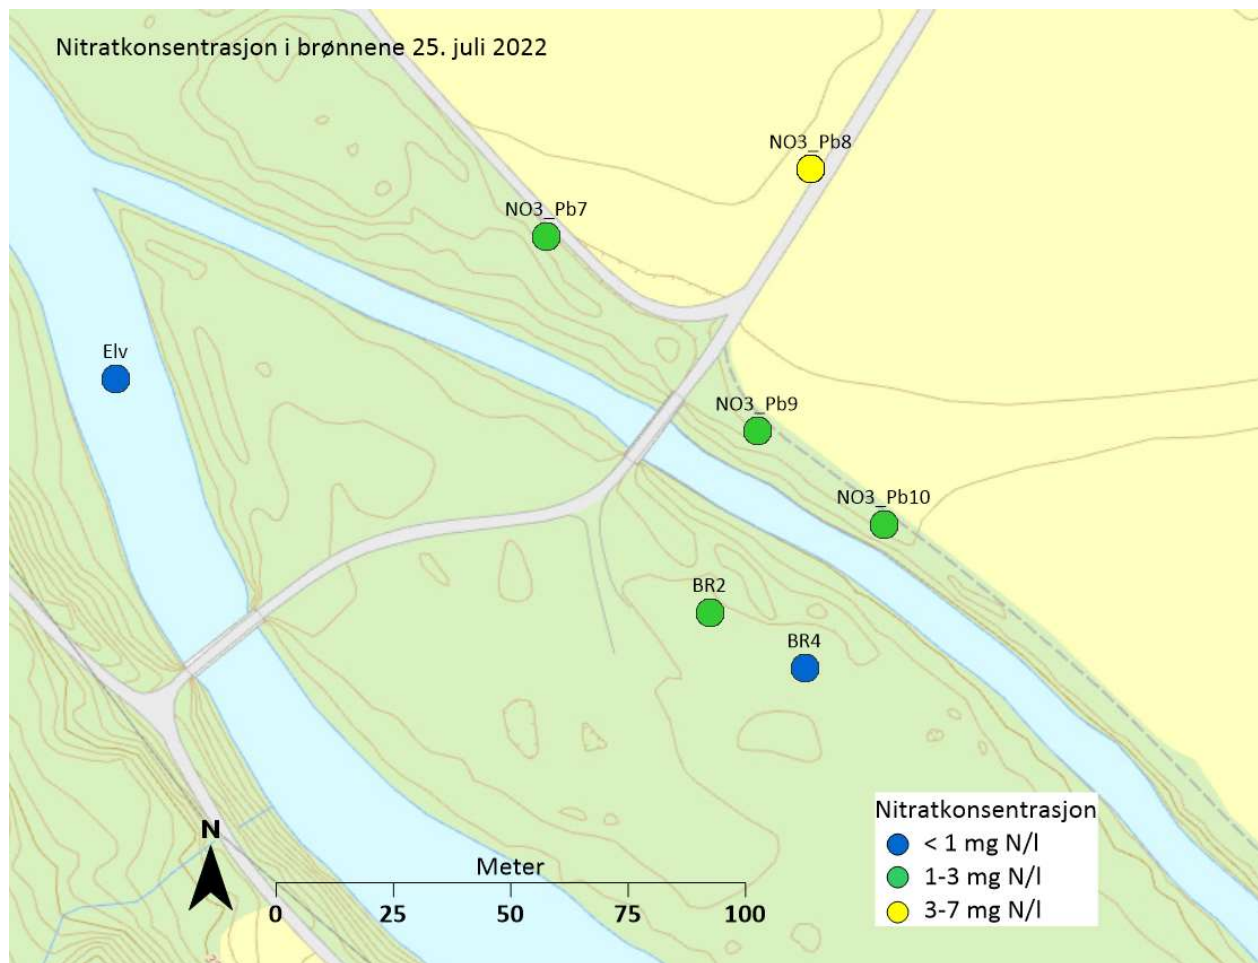 Nitratkonsentrasjon i brønnene 25. juli 2022
NO3_Pb8
NO3_Pb7
Elv
NO3_Pb9
NO3_Pb10
BR2
BR4
Nitratkonsentrasjon
< 1 mg N/l
1-3 mg N/l
3-7 mg N/l
N
Meter
0 25 50 75 100